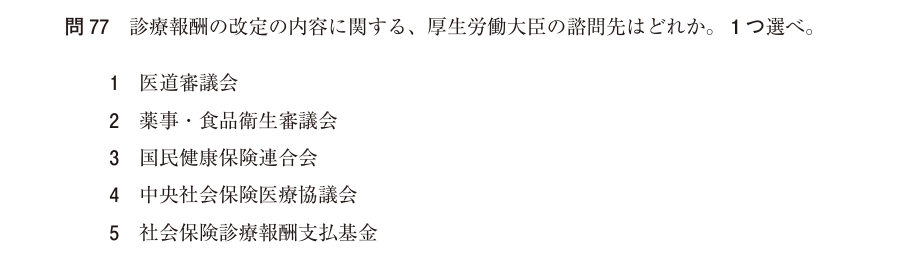 問77 診療報酬の改定の内容に関する、厚生労働大臣の諮問先はどれか。1つ選べ。
1 医道審議会
2 薬事・食品衛生審議会
3 国民健康保険連合会
4 中央社会保険医療協議会
5 社会保険診療報酬支払基金